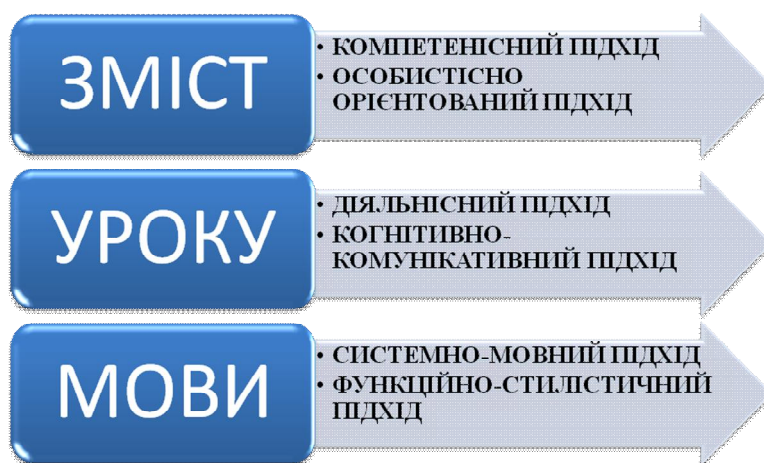 ЗМІСТ
• КОМПЕТЕНІСНИЙ ПІДХІД
• ОСОБИСТІСНО
ОРІЄНТОВАНИЙ ПІДХІД
УРОКУ
• ДІЯЛЬНІСНИЙ ПІДХІД
• КОГНІТИВНО-
КОМУНІКАТИВНИЙ ПІДХІД
МОВИ
• СИСТЕМНО-МОВНИЙ ПІДХІД
• ФУНКЦІЙНО-СТИЛІСТИЧНИЙ
ПІДХІД